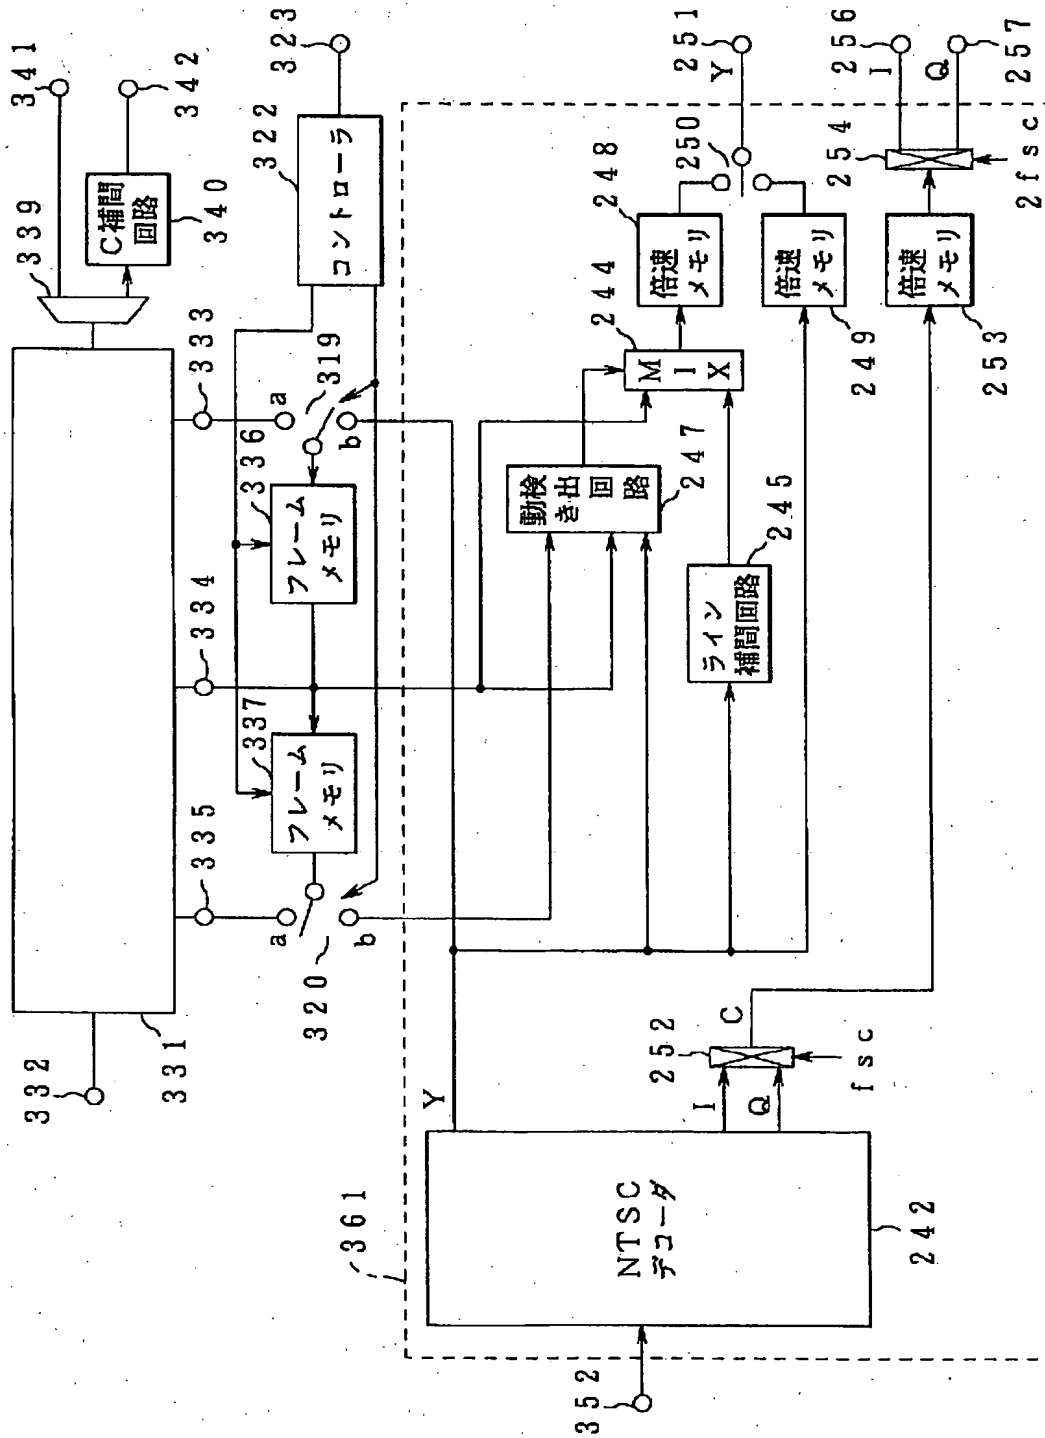 341
342
339
C補間
回路
340
323
322
コントローラ
333
a
319
b
336
フレーム
メモリ
334
337
フレーム
メモリ
335
a
320
b
332
331
251
Y
256
I
Q
257
250
254
2fsc
248
倍速
メモリ
244
MIX
倍速
メモリ
249
倍速
メモリ
253
動き
検出
回路
247
ライン
補間回路
245
252
C
I
Q
fsc
Y
361
NTSC
デコーダ
242
352